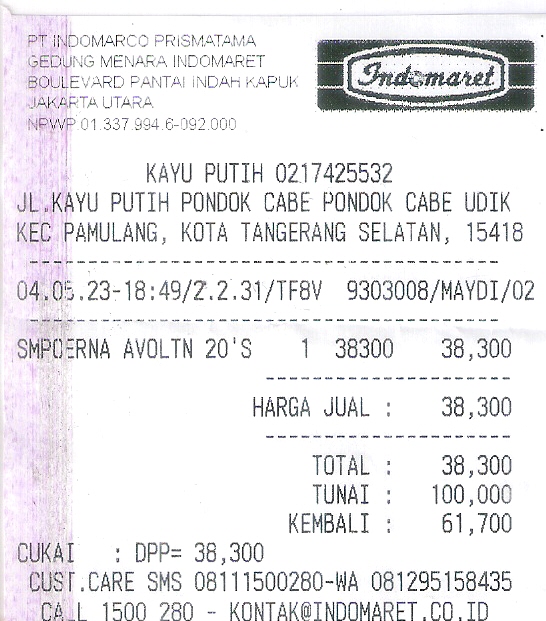 PT INDOMARCO PRISMATAMA
GEDUNG MENARA INDOMARET
BOULEVARD PANTAI INDAH KAPUK
JAKARTA UTARA
NPWP 01.337.994.6-092.000
Indomaret
KAYU PUTIH 0217425532
JL.KAYU PUTIH PONDOK CABE PONDOK CABE UDIK
KEC PAMULANG, KOTA TANGERANG SELATAN, 15418
04.05.23-18:49/2.2.31/TF8V 9303008/MAYDI/02
SMPOERNA AVOLTN 20'S 1 38300 38,300
HARGA JUAL : 38,300
TOTAL : 38,300
TUNAI : 100,000
KEMBALI : 61,700
CUKAI : DPP= 38,300
CUST.CARE SMS 08111500280-WA 081295158435
CALL 1500 280 - KONTAK@INDOMARET.CO.ID